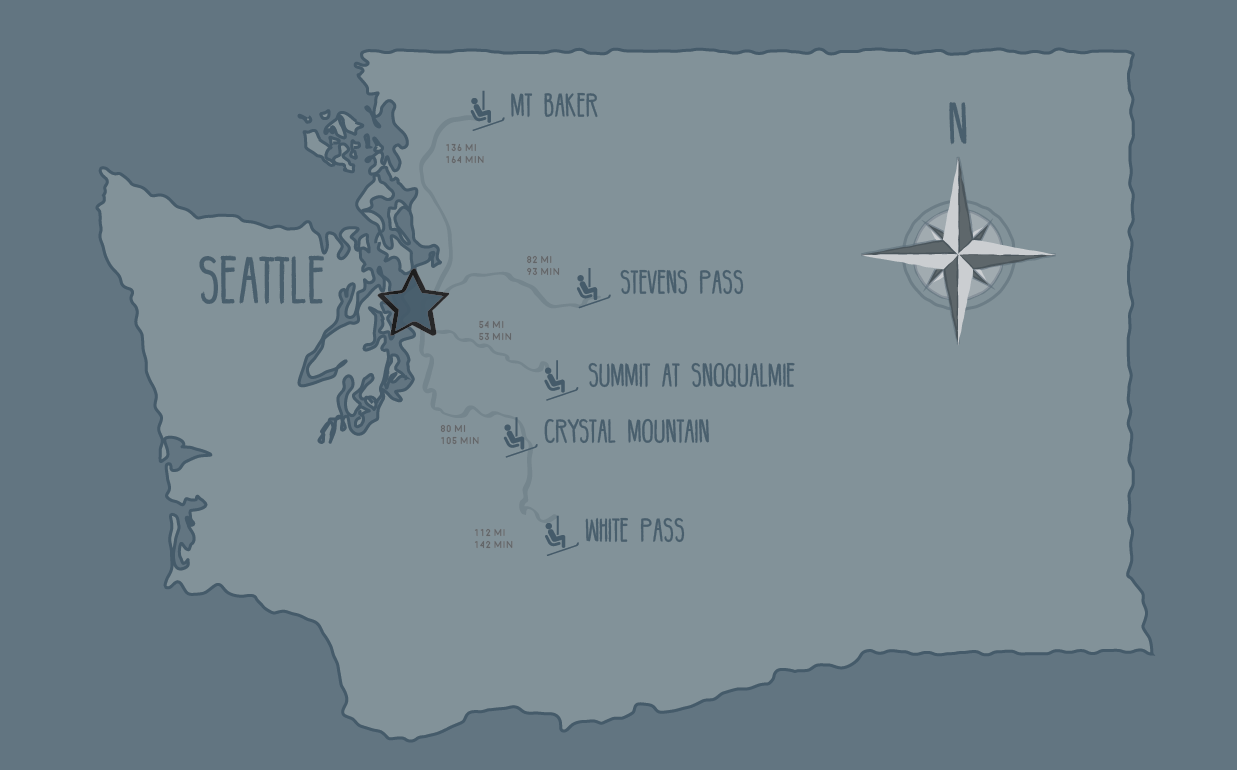 MT BAKER
136 MI
164 MIN
N
SEATTLE
82 MI
93 MIN
STEVENS PASS
54 MI
53 MIN
SUMMIT AT SNOQUALMIE
80 MI
105 MIN
CRYSTAL MOUNTAIN
112 MI
142 MIN
WHITE PASS